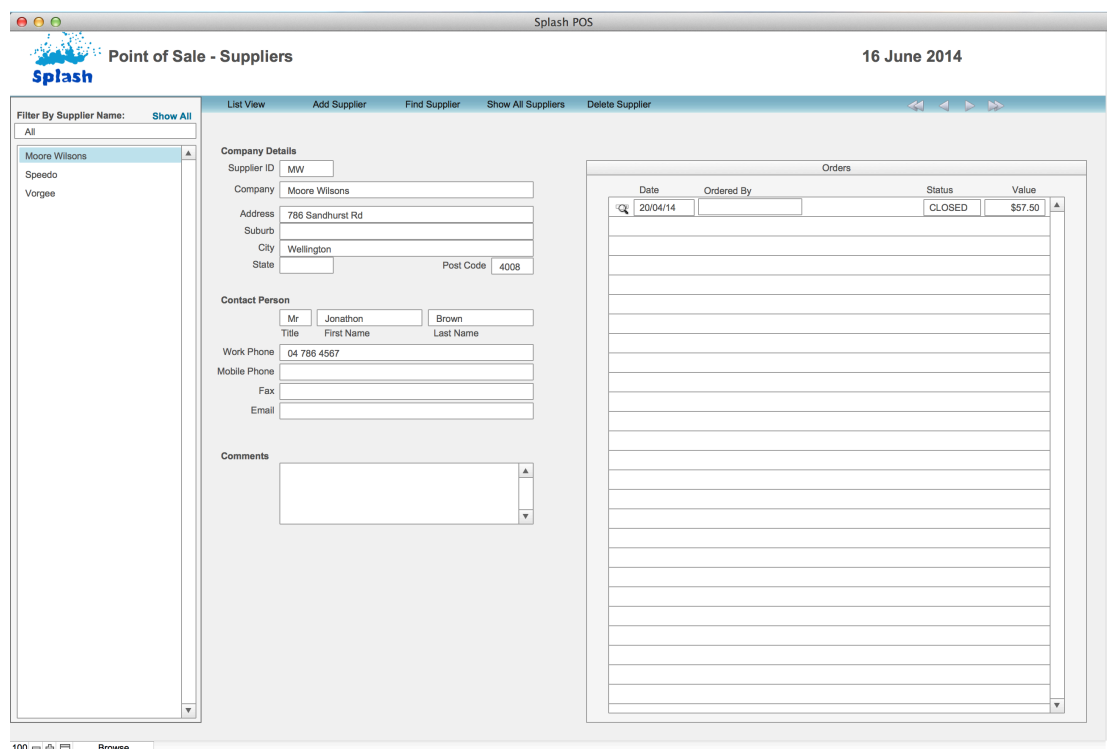 Splash POS
Splash
Point of Sale - Suppliers
16 June 2014
List View Add Supplier Find Supplier Show All Suppliers Delete Supplier
Filter By Supplier Name: Show All
All
Moore Wilsons
Speedo
Vorgee
Company Details
Supplier ID MW
Company Moore Wilsons
Address 786 Sandhurst Rd
Suburb
City Wellington
State Post Code 4008
Contact Person
Mr Jonathon Brown
Title First Name Last Name
Work Phone 04 786 4567
Mobile Phone
Fax
Email
Comments
Orders
Date Ordered By Status Value
20/04/14 CLOSED $57.50
100 Browse